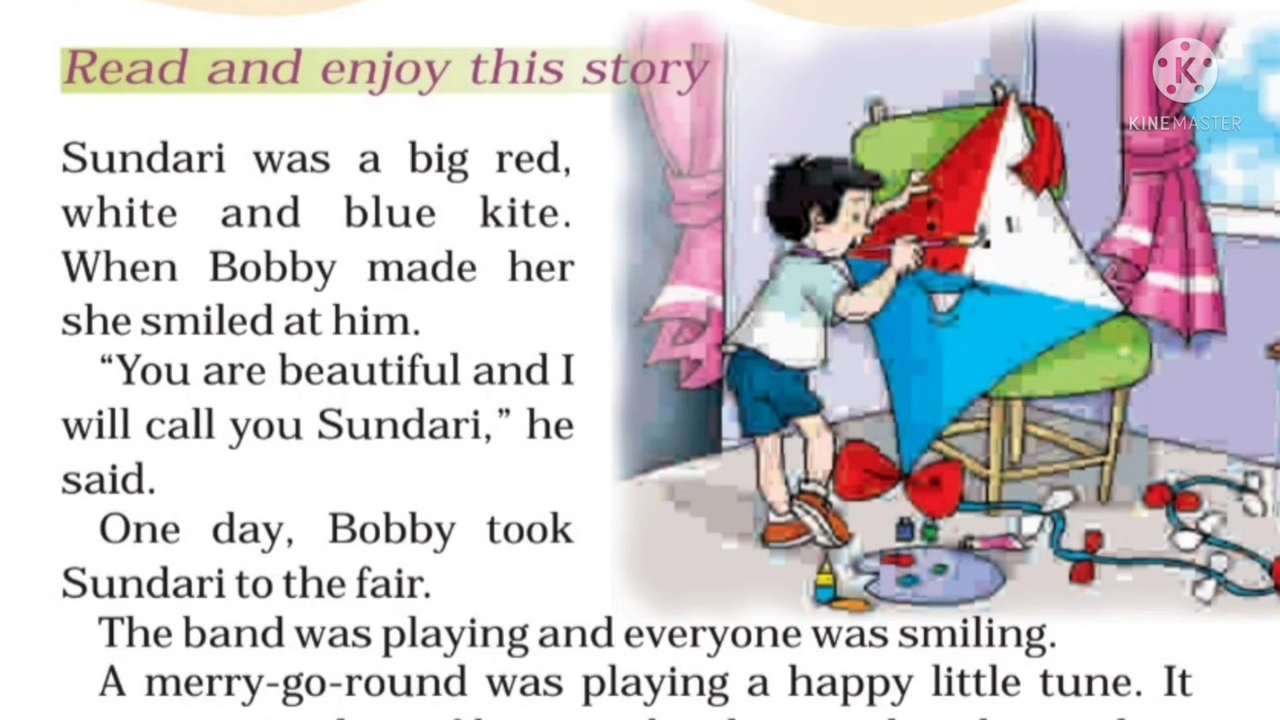 Read and enjoy this story
KINEMASTER
Sundari was a big red,
white and blue kite.
When Bobby made her
she smiled at him.
“You are beautiful and I
will call you Sundari,” he
said.
One day, Bobby took
Sundari to the fair.
The band was playing and everyone was smiling.
A merry-go-round was playing a happy little tune. It